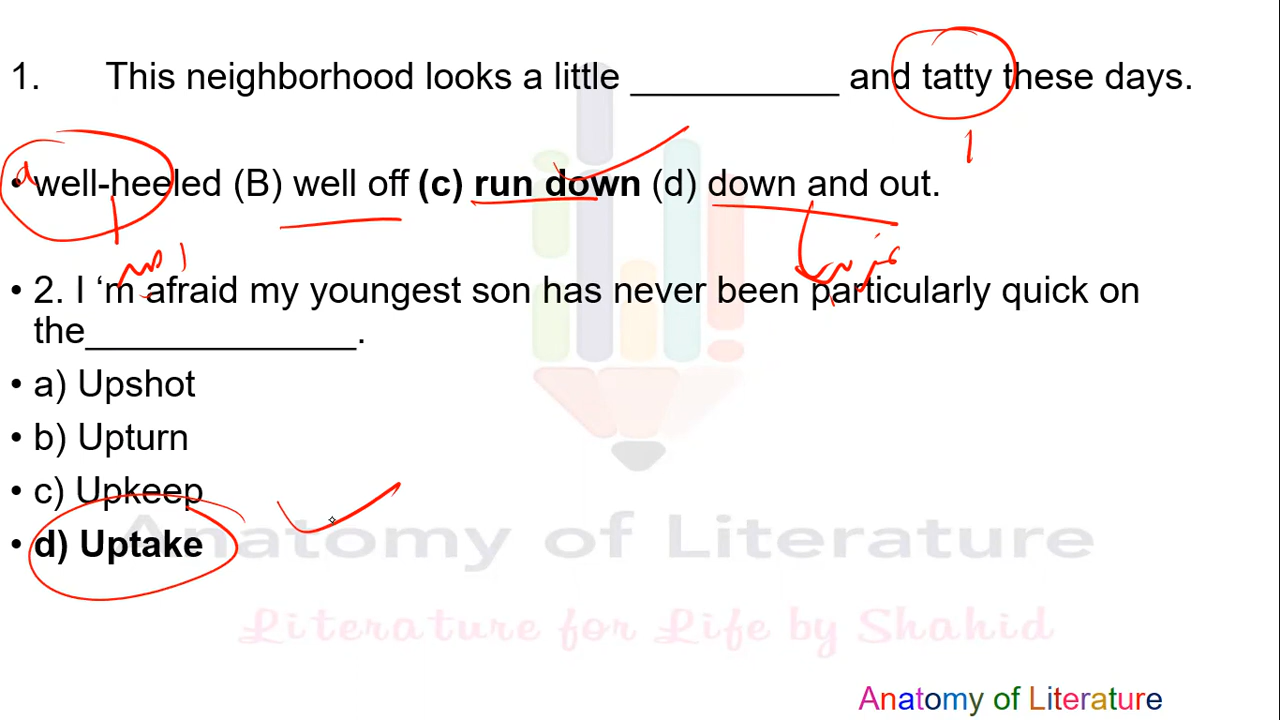 1. This neighborhood looks a little ___________ and tatty these days.
• well-heeled (B) well off (c) run down (d) down and out.
• 2. I ‘m afraid my youngest son has never been particularly quick on
the______________.
• a) Upshot
• b) Upturn
• c) Upkeep
• d) Uptake
Anatomy of Literature
Literature for Life by Shahid
Anatomy of Literature